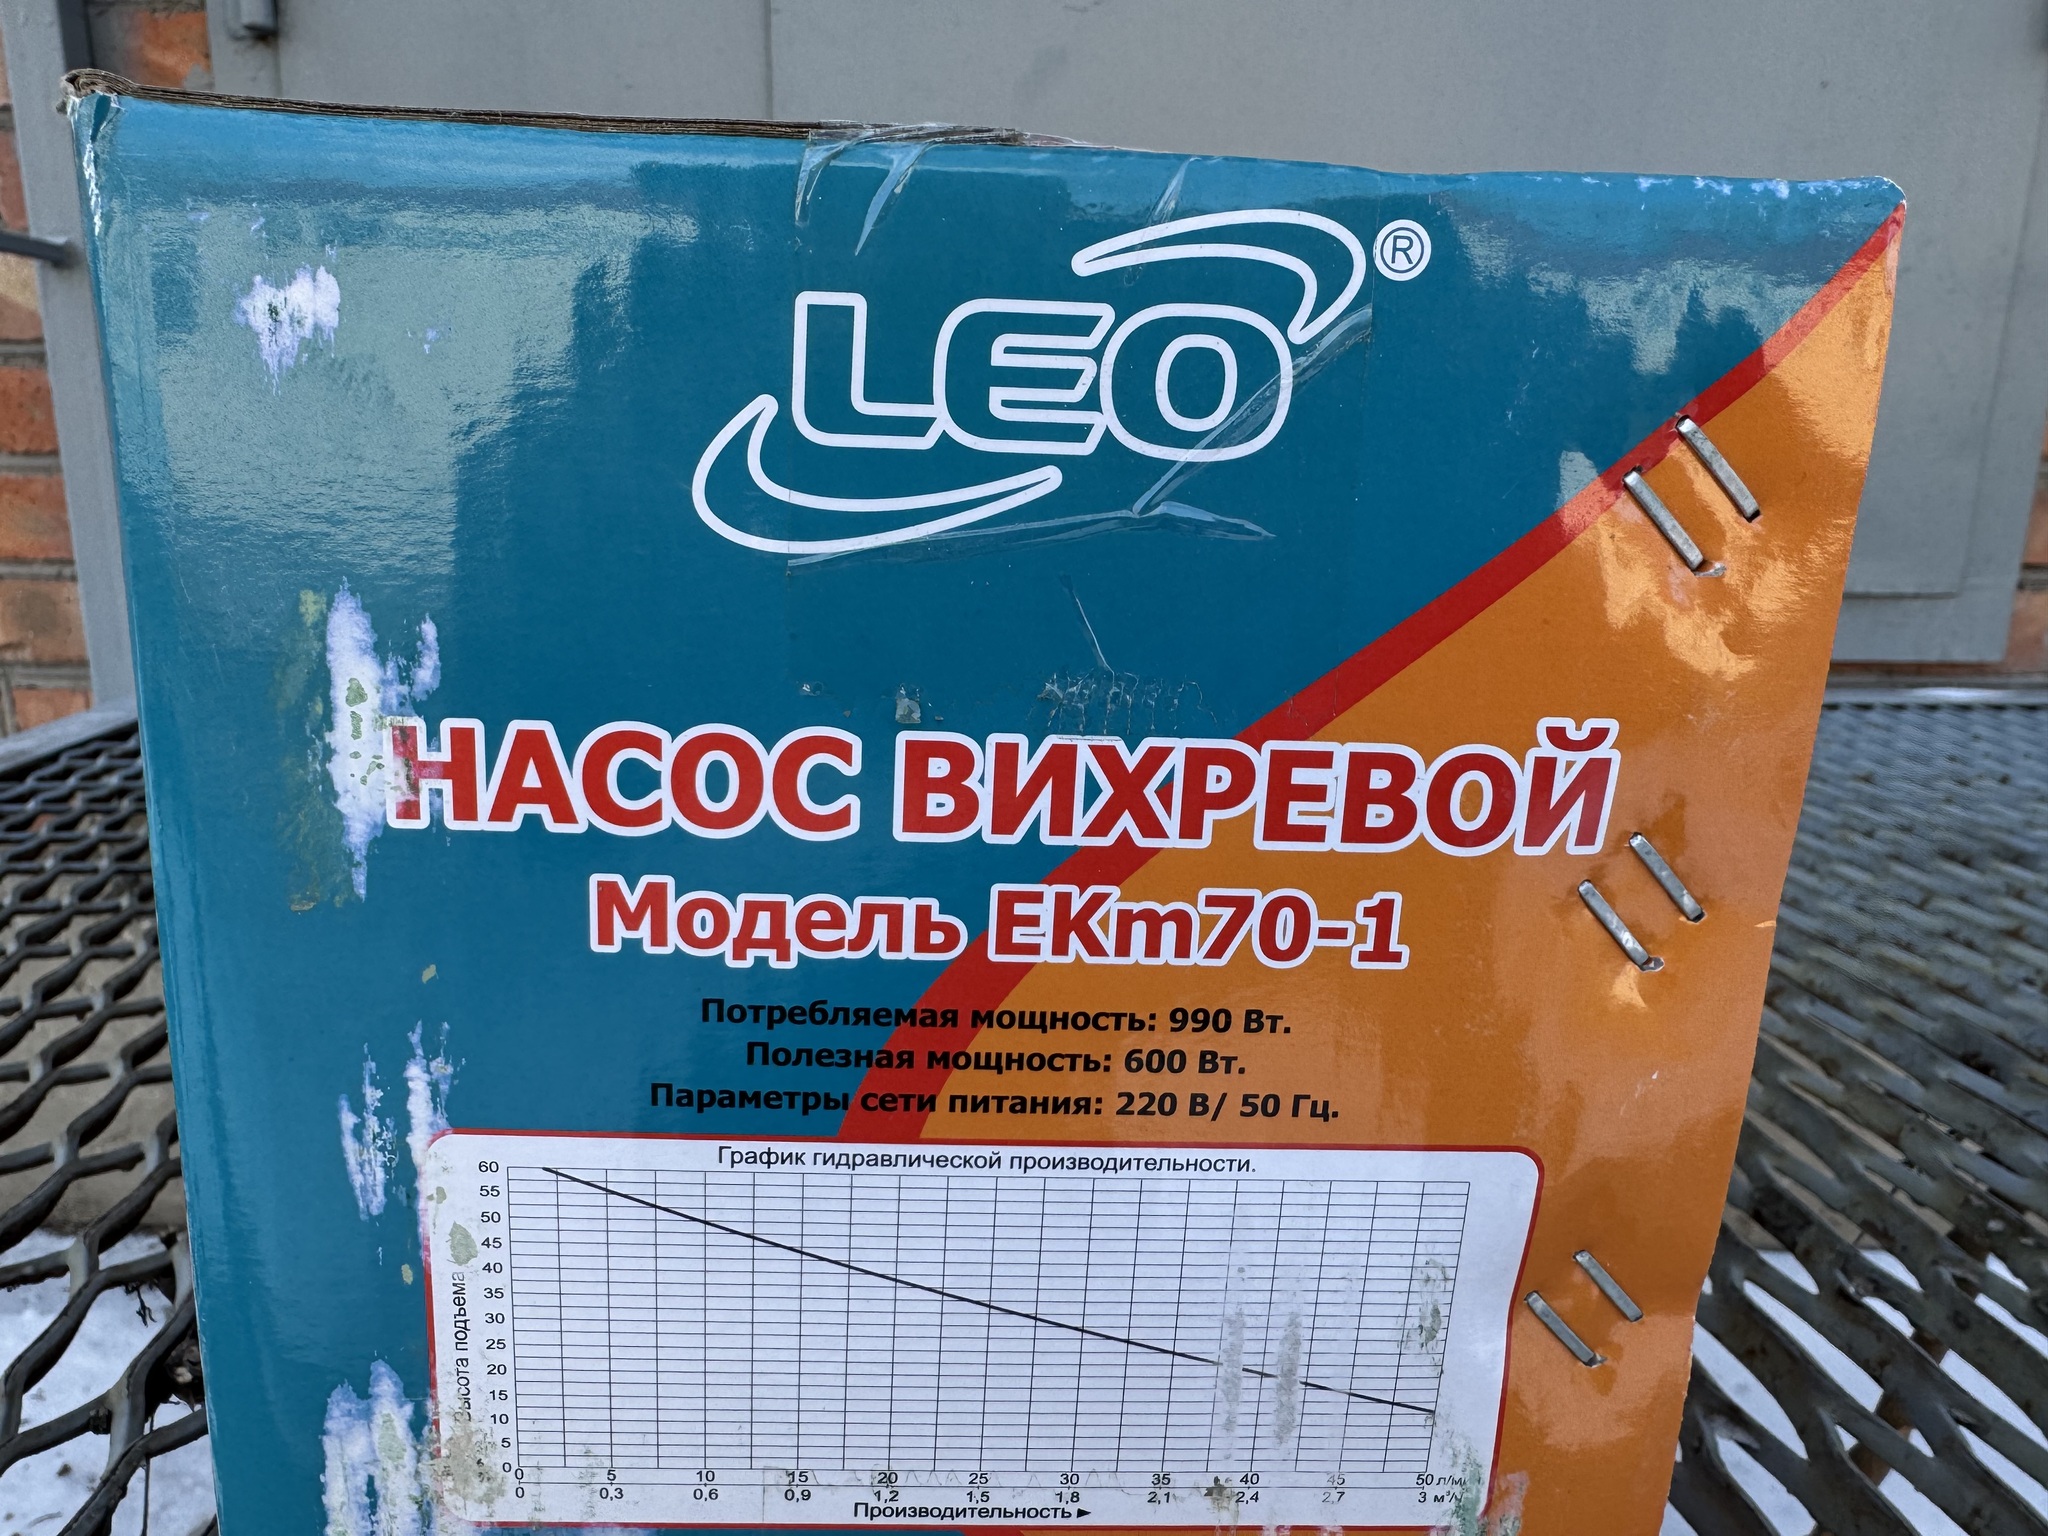 LEO®
НАСОС ВИХРЕВОЙ
Модель EKm70-1
Потребляемая мощность: 990 Вт.
Полезная мощность: 600 Вт.
Параметры сети питания: 220 В/ 50 Гц.
График гидравлической производительности.
60
55
50
45
40
35
30
25
20
15
10
5
0
Высота подъема
0 5 10 15 20 25 30 35 40 45 50 л/ми
0 0,3 0,6 0,9 1,2 1,5 1,8 2,1 2,4 2,7 3 м³/ч
Производительность ►